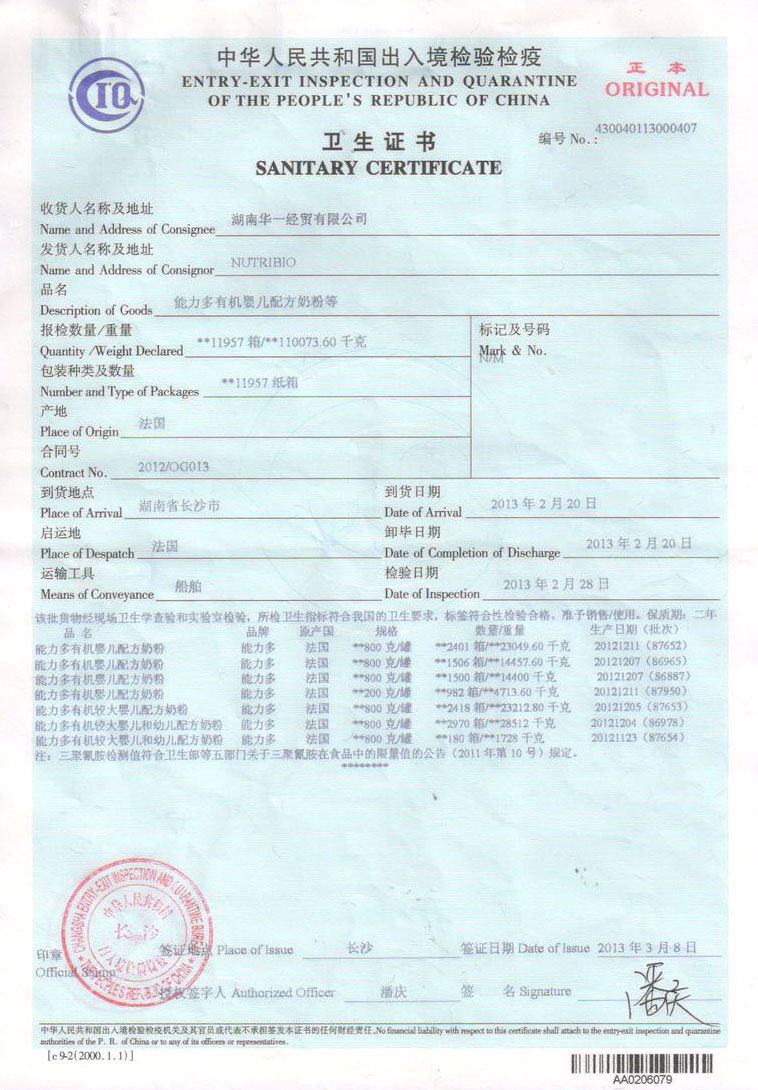 中华人民共和国出入境检验检疫
ENTRY-EXIT INSPECTION AND QUARANTINE
OF THE PEOPLE'S REPUBLIC OF CHINA
CIQ
正 本
ORIGINAL
卫生证书
SANITARY CERTIFICATE
编号 No.: 430040113000407
收货人名称及地址
Name and Address of Consignee 湖南华一经贸有限公司
发货人名称及地址
Name and Address of Consignor NUTRIBIO
品名
Description of Goods 能力多有机婴儿配方奶粉等
报检数量/重量
Quantity /Weight Declared **11957 箱/**110073.60 千克
标记及号码
Mark & No.
N/M
包装种类及数量
Number and Type of Packages **11957 纸箱
产地
Place of Origin 法国
合同号
Contract No. 2012/OG013
到货地点
Place of Arrival 湖南省长沙市
到货日期
Date of Arrival 2013 年 2 月 20 日
启运地
Place of Despatch 法国
卸毕日期
Date of Completion of Discharge 2013 年 2 月 20 日
运输工具
Means of Conveyance 船舶
检验日期
Date of Inspection 2013 年 2 月 28 日
该批货物经现场卫生学查验和实验室检验，所检卫生指标符合我国的卫生要求，标签符合性检验合格，准予销售/使用。保质期：二年
品 名 品牌 原产国 规格 数量/重量 生产日期（批次）
能力多有机婴儿配方奶粉 能力多 法国 **800 克/罐 **2401 箱/**23049.60 千克 20121211（87652）
能力多有机婴儿配方奶粉 能力多 法国 **800 克/罐 **1506 箱/**14457.60 千克 20121207（86965）
能力多有机婴儿配方奶粉 能力多 法国 **800 克/罐 **1500 箱/**14400 千克 20121207（86887）
能力多有机婴儿配方奶粉 能力多 法国 **200 克/罐 **982 箱/**4713.60 千克 20121211（87950）
能力多有机较大婴儿配方奶粉 能力多 法国 **800 克/罐 **2418 箱/**23212.80 千克 20121205（87653）
能力多有机较大婴儿和幼儿配方奶粉 能力多 法国 **800 克/罐 **2970 箱/**28512 千克 20121204（86978）
能力多有机较大婴儿和幼儿配方奶粉 能力多 法国 **800 克/罐 **180 箱/**1728 千克 20121123（87654）
注：三聚氰胺检测值符合卫生部等五部门关于三聚氰胺在食品中的限量值的公告（2011 年第 10 号）规定。
********
CHANGSHA ENTRY-EXIT INSPECTION AND QUARANTINE BUREAU
THE PEOPLE'S REPUBLIC OF CHINA
中华人民共和国
长沙
出入境检验检疫局
印章
Official Stamp
签证地点 Place of Issue 长沙
签证日期 Date of Issue 2013 年 3 月 8 日
授权签字人 Authorized Officer 潘庆
签 名 Signature 潘庆
中华人民共和国出入境检验检疫机关及其官员或代表不承担签发本证书的任何财经责任。No financial liability with respect to this certificate shall attach to the entry-exit inspection and quarantine
authorities of the P. R. of China or to any of its officers or representatives.
[c 9-2(2000.1.1)]
AA0206079